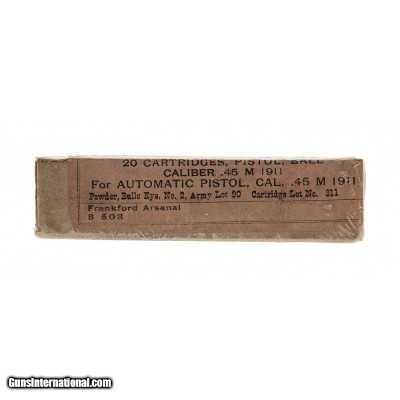 20 CARTRIDGES, PISTOL, BALL
CALIBER .45 M 1911
For AUTOMATIC PISTOL, CAL. .45 M 1911
Powder, Balls Eye, No. 2, Army Lot 90 Cartridge Lot No. 311
Frankford Arsenal
B 503
GunsInternational.com